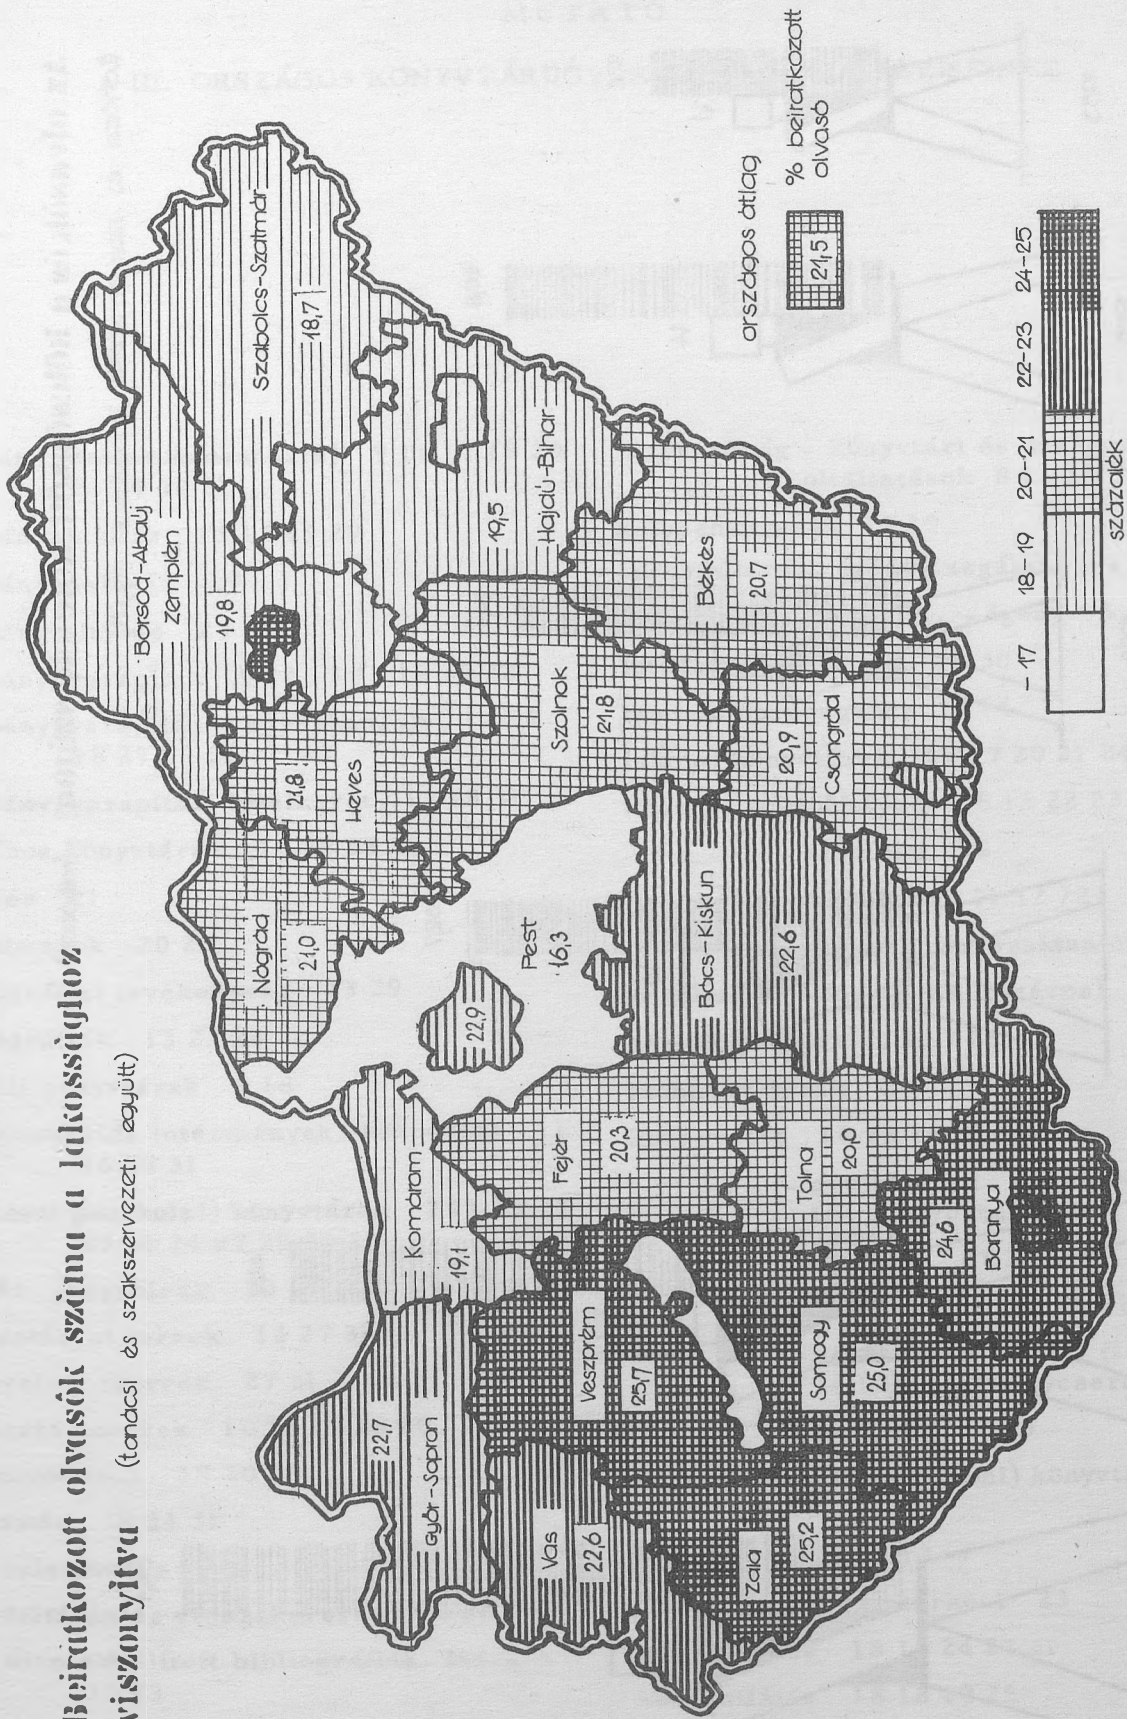 Beiratkozott olvasók száma a lakossághoz
viszonyítva (tanácsi és szakszervezeti együtt)
Borsod-Abaúj
Zemplén
19,8
Szabolcs-Szatmár
18,7
Hajdú-Bihar
19,5
Nógrád
21,0
Heves
21,8
Szolnok
21,8
Békés
20,7
Csongrád
20,9
Pest
16,3
22,9
Bács-Kiskun
22,6
Komárom
19,1
Fejér
20,3
Tolna
20,0
Baranya
24,6
Győr-Sopron
22,7
Veszprém
25,7
Somogy
25,0
Vas
22,6
Zala
25,2
országos átlag
21,5
% beiratkozott
olvasó
- 17 18-19 20-21 22-23 24-25
százalék